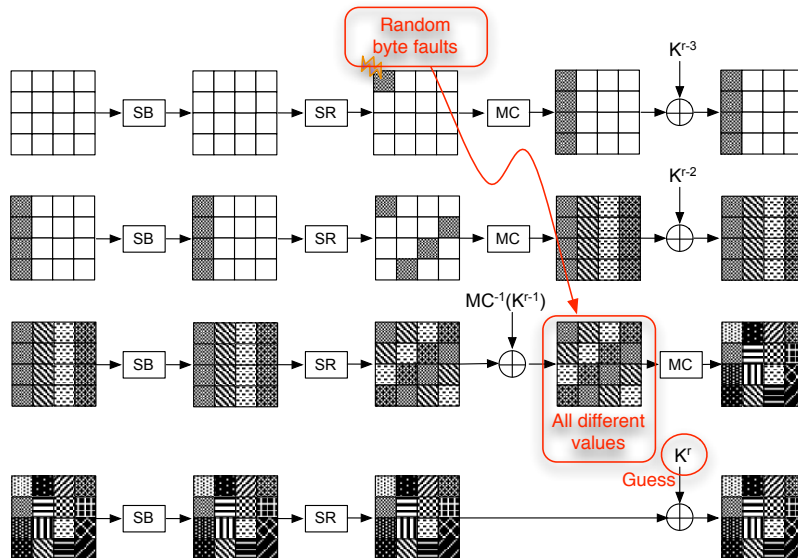 Random
byte faults
K^{r-3}
SB
SR
MC
K^{r-2}
SB
SR
MC
MC^{-1}(K^{r-1})
SB
SR
MC
All different
values
K^r
Guess
SB
SR